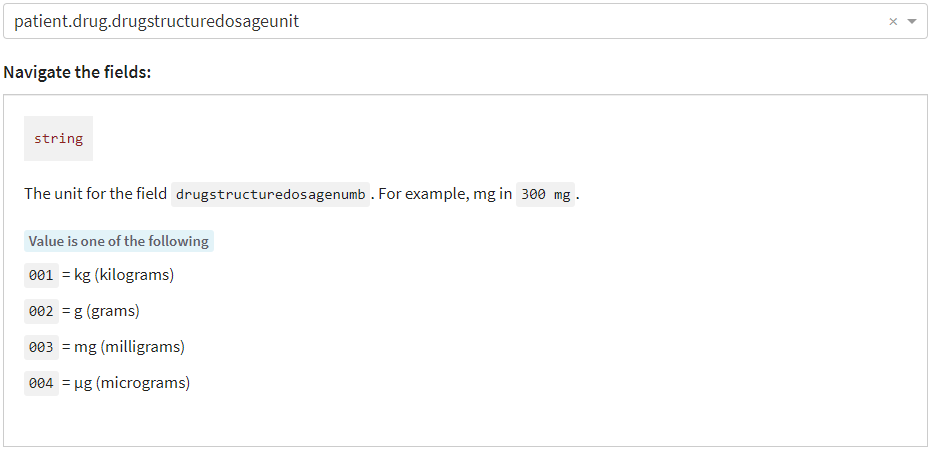 patient.drug.drugstructuredosageunit × 
Navigate the fields:
string
The unit for the field drugstructuredosagenumb. For example, mg in 300 mg.
Value is one of the following
001 = kg (kilograms)
002 = g (grams)
003 = mg (milligrams)
004 = µg (micrograms)